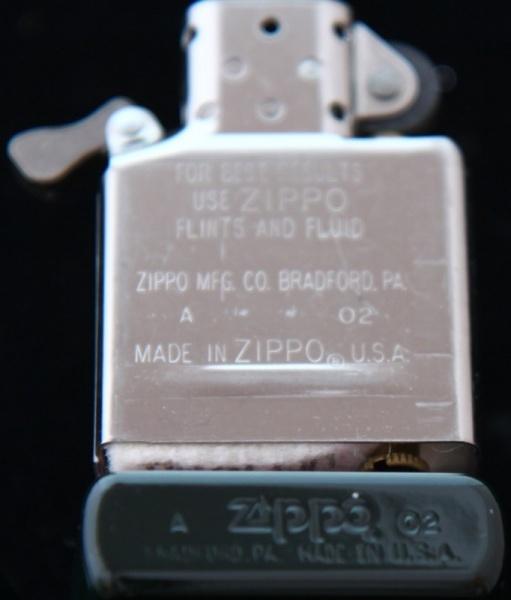 FOR BEST RESULTS
USE ZIPPO
FLINTS AND FLUID
ZIPPO MFG. CO. BRADFORD, PA.
A 02
MADE IN ZIPPO® U.S.A.
A Zippo® 02
BRADFORD, PA. MADE IN U.S.A.